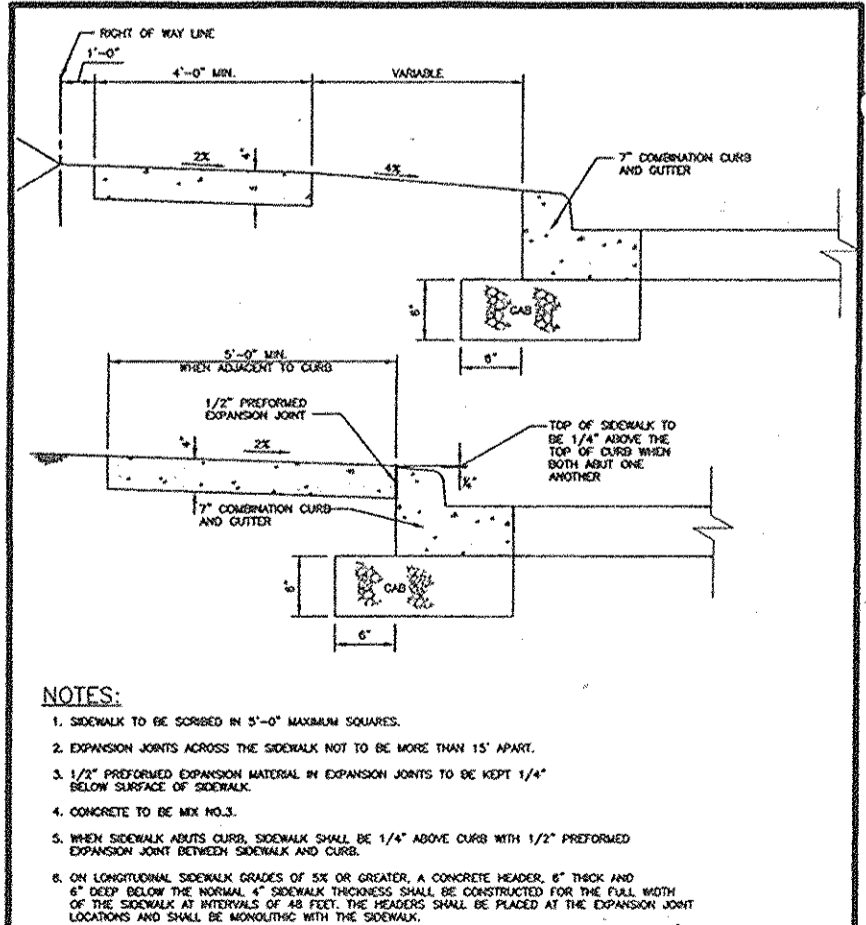 RIGHT OF WAY LINE
1'-0"
4'-0" MIN.
VARIABLE
2%
4"
4%
7" COMBINATION CURB
AND GUTTER
6"
CAB
6"
5'-0" MIN.
WHEN ADJACENT TO CURB
1/2" PREFORMED
EXPANSION JOINT
4"
2%
TOP OF SIDEWALK TO
BE 1/4" ABOVE THE
TOP OF CURB WHEN
BOTH ABUT ONE
ANOTHER
1/4"
7" COMBINATION CURB
AND GUTTER
6"
CAB
6"
NOTES:
1. SIDEWALK TO BE SCRIBED IN 5'-0" MAXIMUM SQUARES.
2. EXPANSION JOINTS ACROSS THE SIDEWALK NOT TO BE MORE THAN 15' APART.
3. 1/2" PREFORMED EXPANSION MATERIAL IN EXPANSION JOINTS TO BE KEPT 1/4"
BELOW SURFACE OF SIDEWALK.
4. CONCRETE TO BE MIX NO.3.
5. WHEN SIDEWALK ABUTS CURB, SIDEWALK SHALL BE 1/4" ABOVE CURB WITH 1/2" PREFORMED
EXPANSION JOINT BETWEEN SIDEWALK AND CURB.
6. ON LONGITUDINAL SIDEWALK GRADES OF 5% OR GREATER, A CONCRETE HEADER, 6" THICK AND
6" DEEP BELOW THE NORMAL 4" SIDEWALK THICKNESS SHALL BE CONSTRUCTED FOR THE FULL WIDTH
OF THE SIDEWALK AT INTERVALS OF 48 FEET. THE HEADERS SHALL BE PLACED AT THE EXPANSION JOINT
LOCATIONS AND SHALL BE MONOLITHIC WITH THE SIDEWALK.